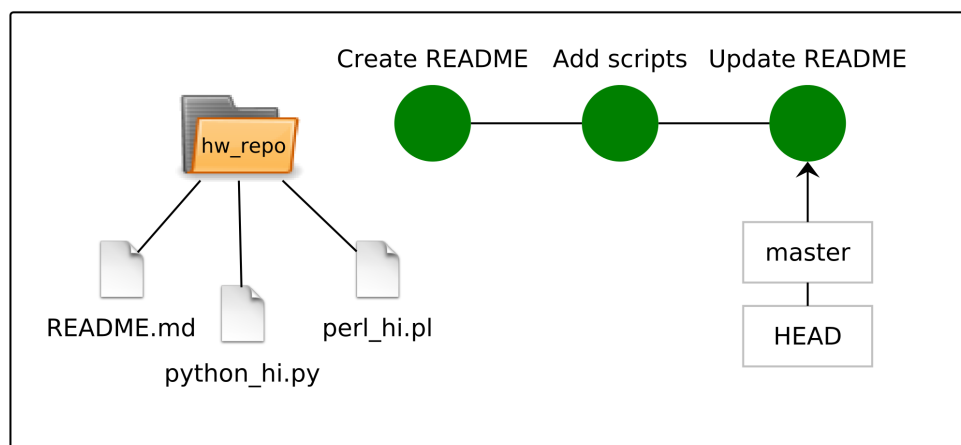 Create README
Add scripts
Update README
hw_repo
README.md
python_hi.py
perl_hi.pl
master
HEAD